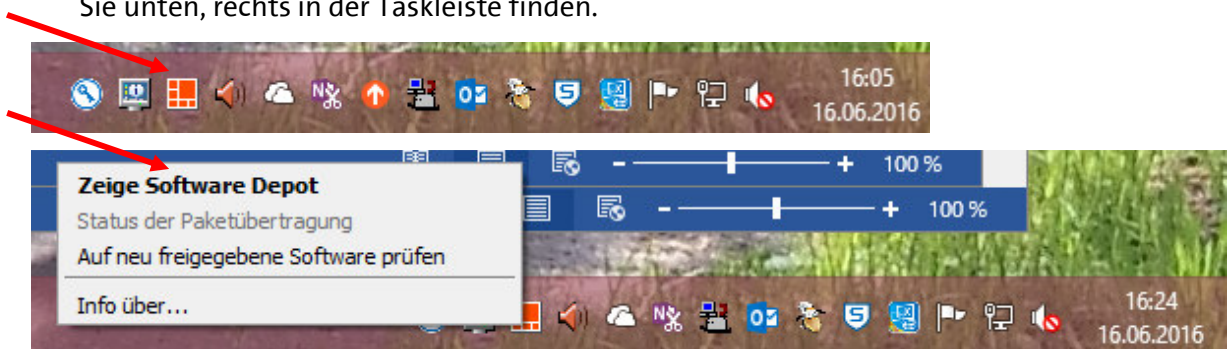 Sie unten, rechts in der Taskleiste finden.
16:05
16.06.2016
100 %
Zeige Software Depot
Status der Paketübertragung
100 %
Auf neu freigegebene Software prüfen
Info über...
16:24
16.06.2016